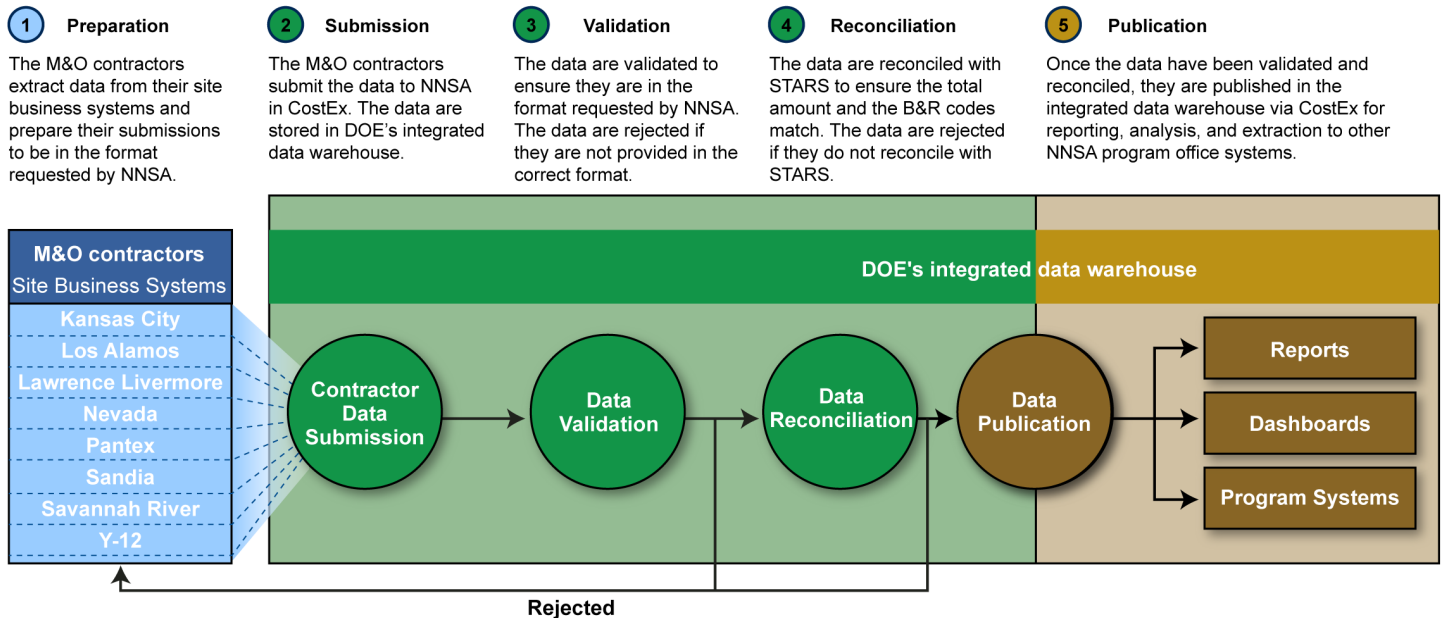 1 Preparation
The M&O contractors
extract data from their site
business systems and
prepare their submissions
to be in the format
requested by NNSA.
2 Submission
The M&O contractors
submit the data to NNSA
in CostEx. The data are
stored in DOE's integrated
data warehouse.
3 Validation
The data are validated to
ensure they are in the
format requested by NNSA.
The data are rejected if
they are not provided in the
correct format.
4 Reconciliation
The data are reconciled with
STARS to ensure the total
amount and the B&R codes
match. The data are rejected
if they do not reconcile with
STARS.
5 Publication
Once the data have been validated and
reconciled, they are published in the
integrated data warehouse via CostEx for
reporting, analysis, and extraction to other
NNSA program office systems.
M&O contractors
Site Business Systems
Kansas City
Los Alamos
Lawrence Livermore
Nevada
Pantex
Sandia
Savannah River
Y-12
DOE's integrated data warehouse
Contractor
Data
Submission
Data
Validation
Data
Reconciliation
Data
Publication
Reports
Dashboards
Program Systems
Rejected